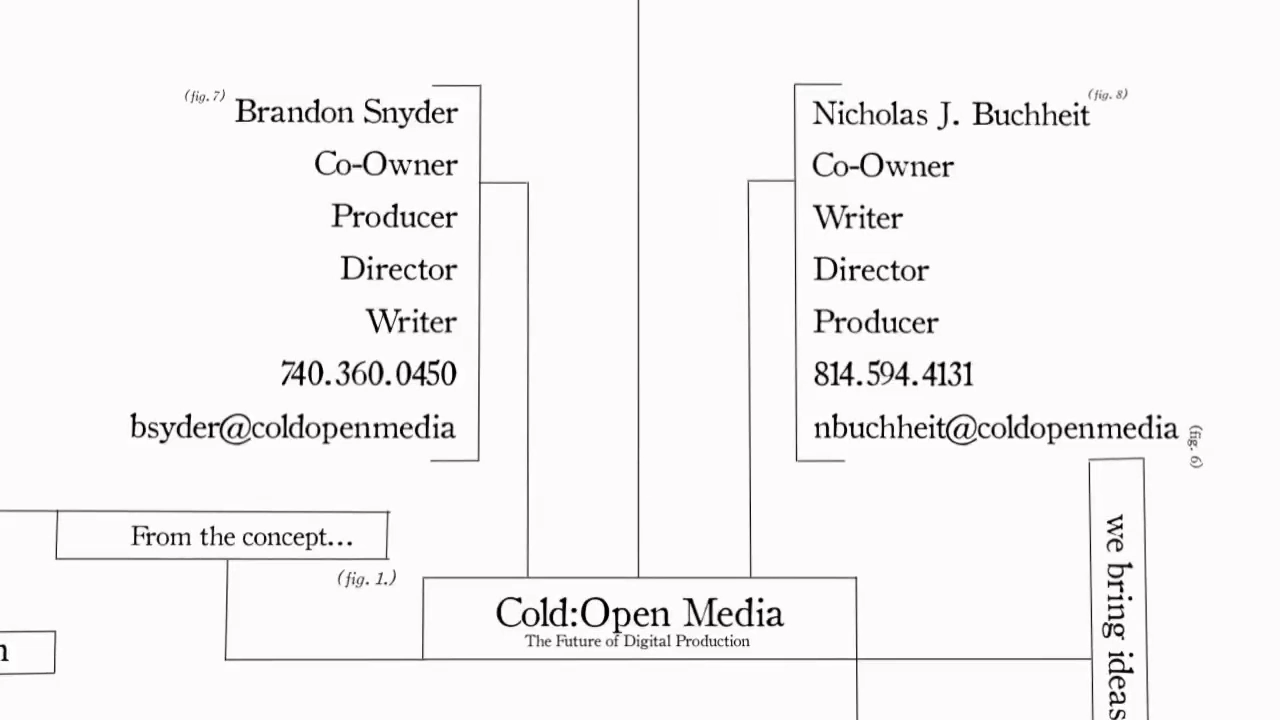 (fig. 7)
Brandon Snyder
Co-Owner
Producer
Director
Writer
740.360.0450
bsyder@coldopenmedia
(fig. 8)
Nicholas J. Buchheit
Co-Owner
Writer
Director
Producer
814.594.4131
nbuchheit@coldopenmedia
(fig. 6)
we bring ideas
From the concept...
(fig. 1.)
Cold:Open Media
The Future of Digital Production